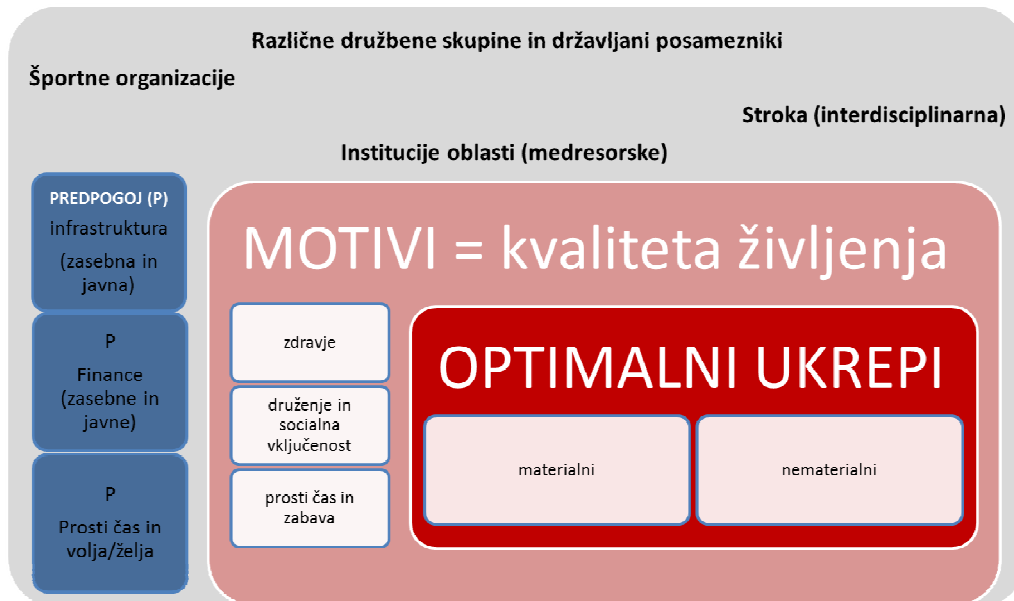 Različne družbene skupine in državljani posamezniki
Športne organizacije
Stroka (interdisciplinarna)
Institucije oblasti (medresorske)
PREDPOGOJ (P)
infrastruktura
(zasebna in
javna)
P
Finance
(zasebne in
javne)
P
Prosti čas in
volja/želja
MOTIVI = kvaliteta življenja
zdravje
druženje in
socialna
vključenost
prosti čas in
zabava
OPTIMALNI UKREPI
materialni
nematerialni